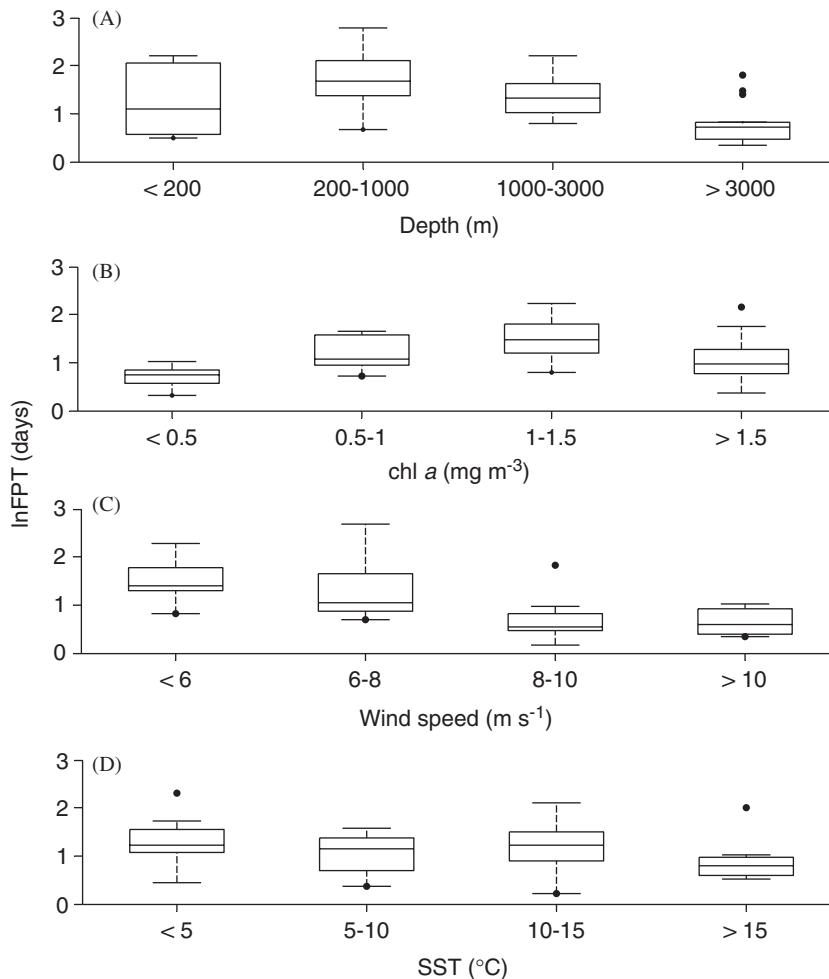 (A)
3
2
1
0
< 200 200-1000 1000-3000 > 3000
Depth (m)
(B)
3
2
1
0
< 0.5 0.5-1 1-1.5 > 1.5
chl a (mg m-3)
lnFPT (days)
(C)
3
2
1
0
< 6 6-8 8-10 > 10
Wind speed (m s-1)
(D)
3
2
1
0
< 5 5-10 10-15 > 15
SST (°C)